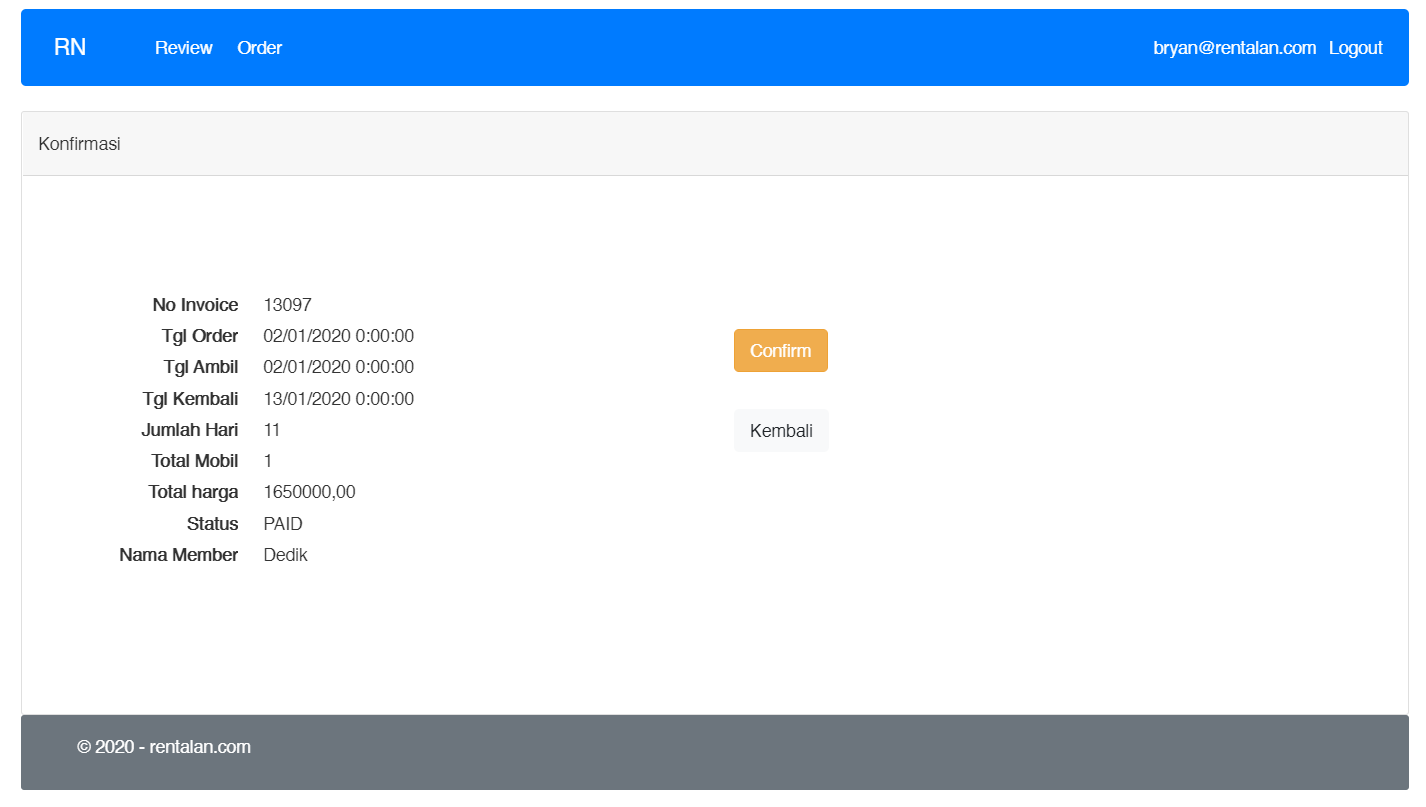 RN Review Order bryan@rentalan.com Logout
Konfirmasi
No Invoice 13097
Tgl Order 02/01/2020 0:00:00
Tgl Ambil 02/01/2020 0:00:00
Tgl Kembali 13/01/2020 0:00:00
Jumlah Hari 11
Total Mobil 1
Total harga 1650000,00
Status PAID
Nama Member Dedik
Confirm
Kembali
© 2020 - rentalan.com